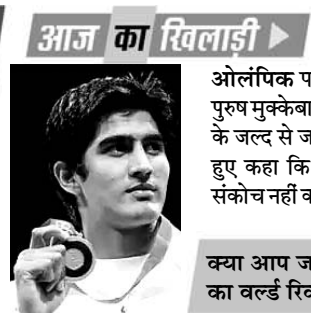 आज का खिलाड़ी
ओलंपिक
पुरुष मुक्केबा
के जल्द से ज
हुए कहा कि
संकोच नहीं
क्या आप ज
का वर्ल्ड रि